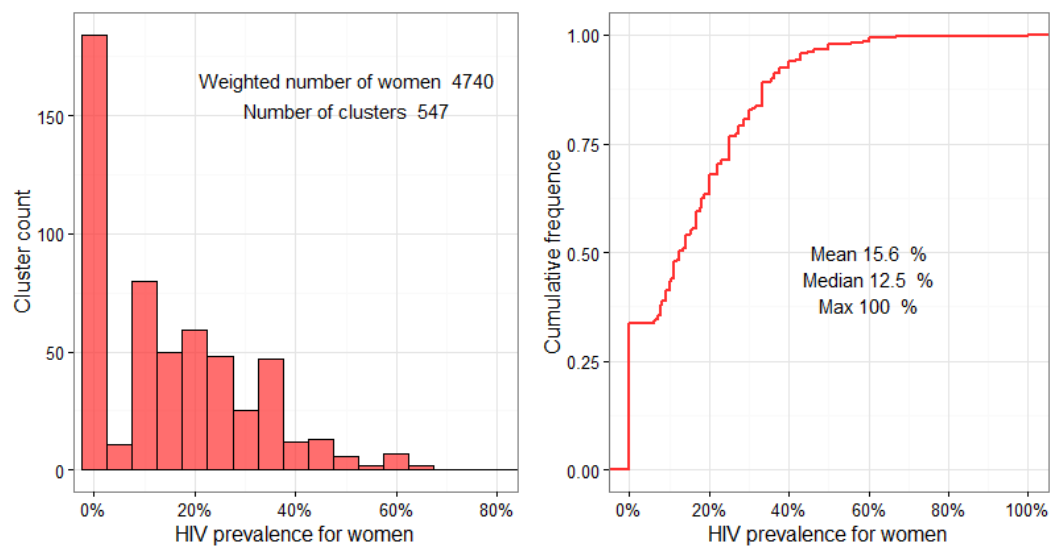 Weighted number of women 4740
Number of clusters 547
Cluster count
150
100
50
0
0%
20%
40%
60%
80%
HIV prevalence for women
Cumulative frequency
1.00
0.75
0.50
0.25
0.00
Mean 15.6 %
Median 12.5 %
Max 100 %
0%
20%
40%
60%
80%
100%
HIV prevalence for women